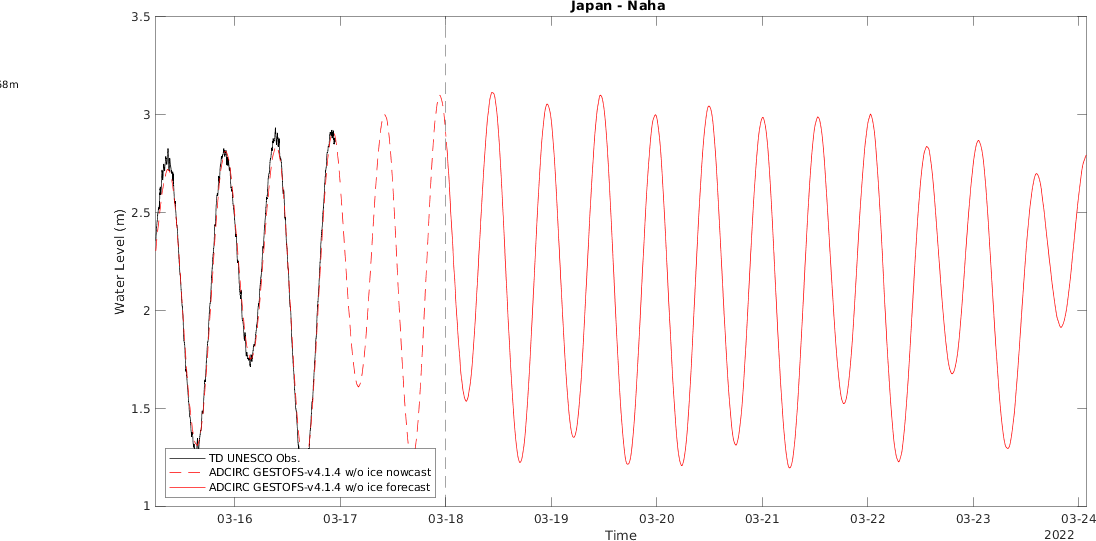 Japan - Naha
3.5
3
2.5
2
1.5
1
Water Level (m)
TD UNESCO Obs.
ADCIRC GESTOFS-v4.1.4 w/o ice nowcast
ADCIRC GESTOFS-v4.1.4 w/o ice forecast
03-16 03-17 03-18 03-19 03-20 03-21 03-22 03-23 03-24
Time
2022